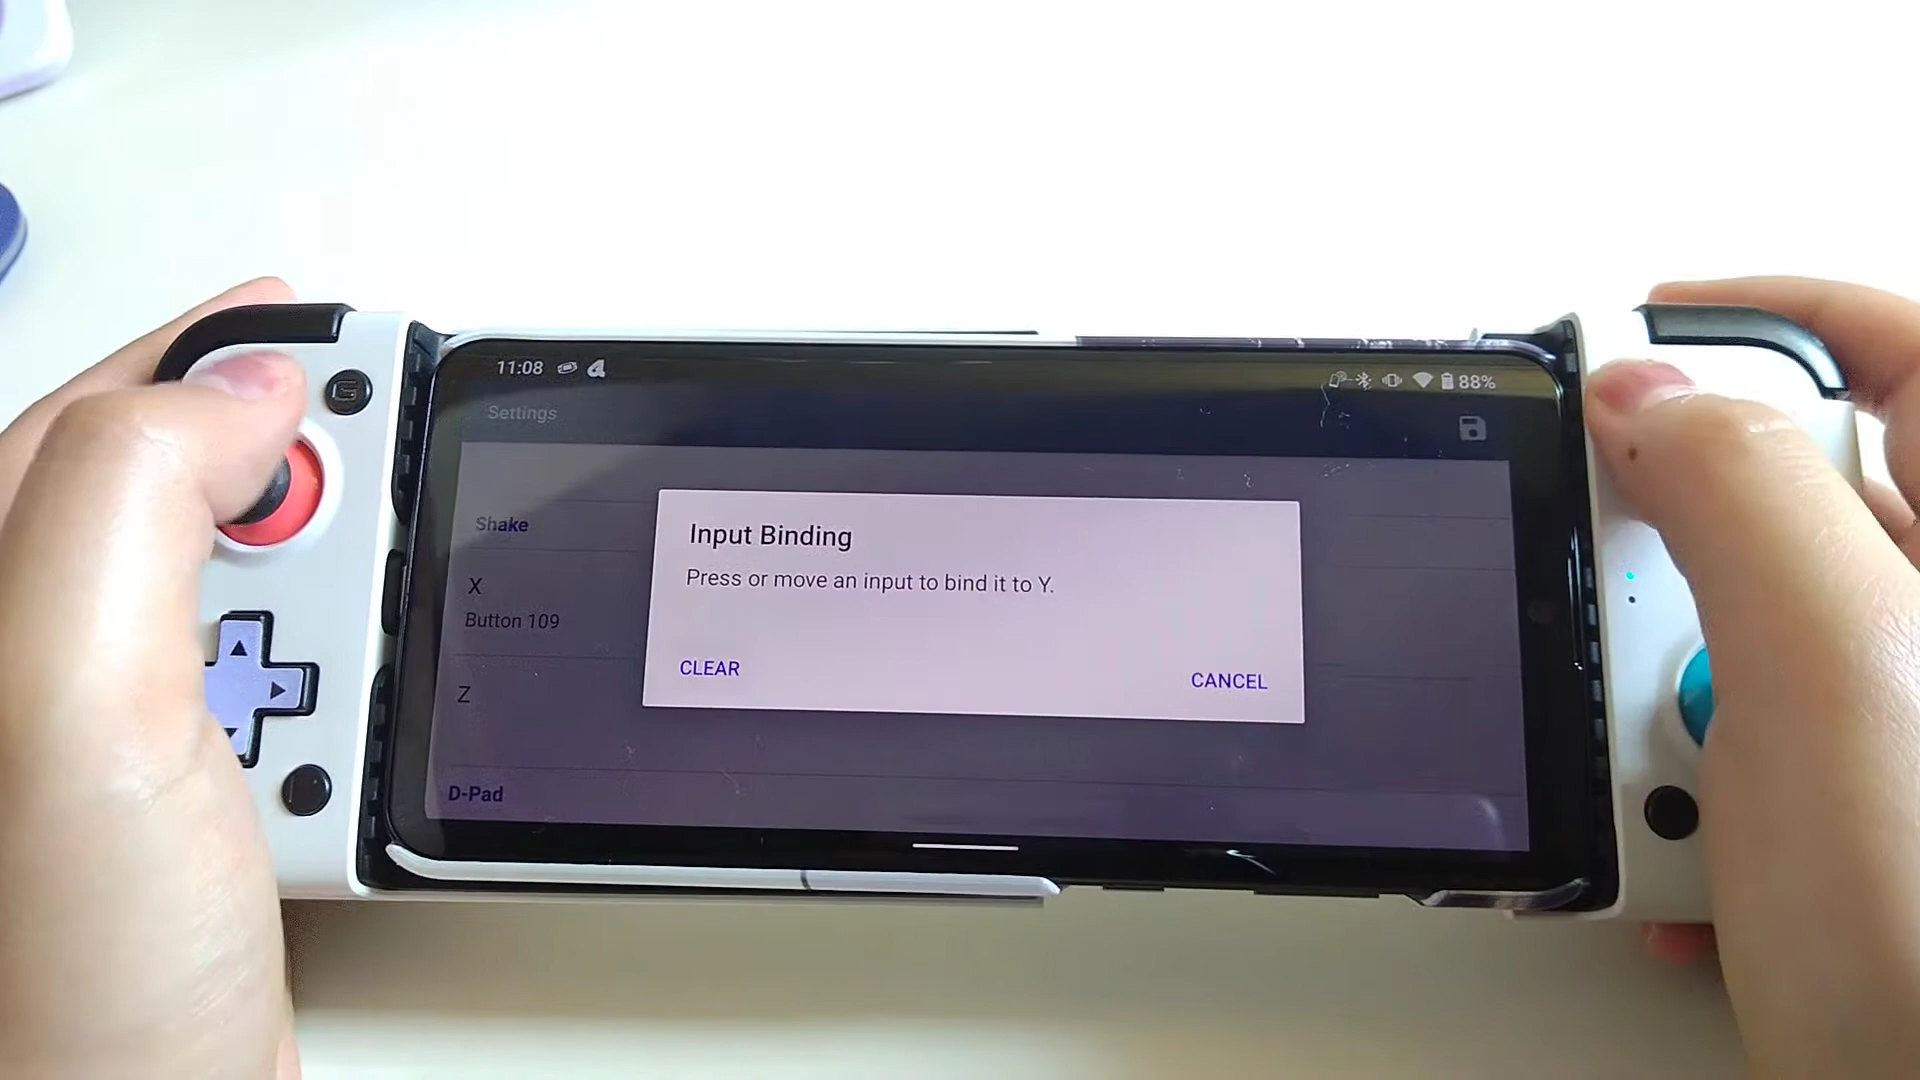 11:08
88%
Settings
Shake
Input Binding
Press or move an input to bind it to Y.
X
Button 109
CLEAR
CANCEL
Z
D-Pad